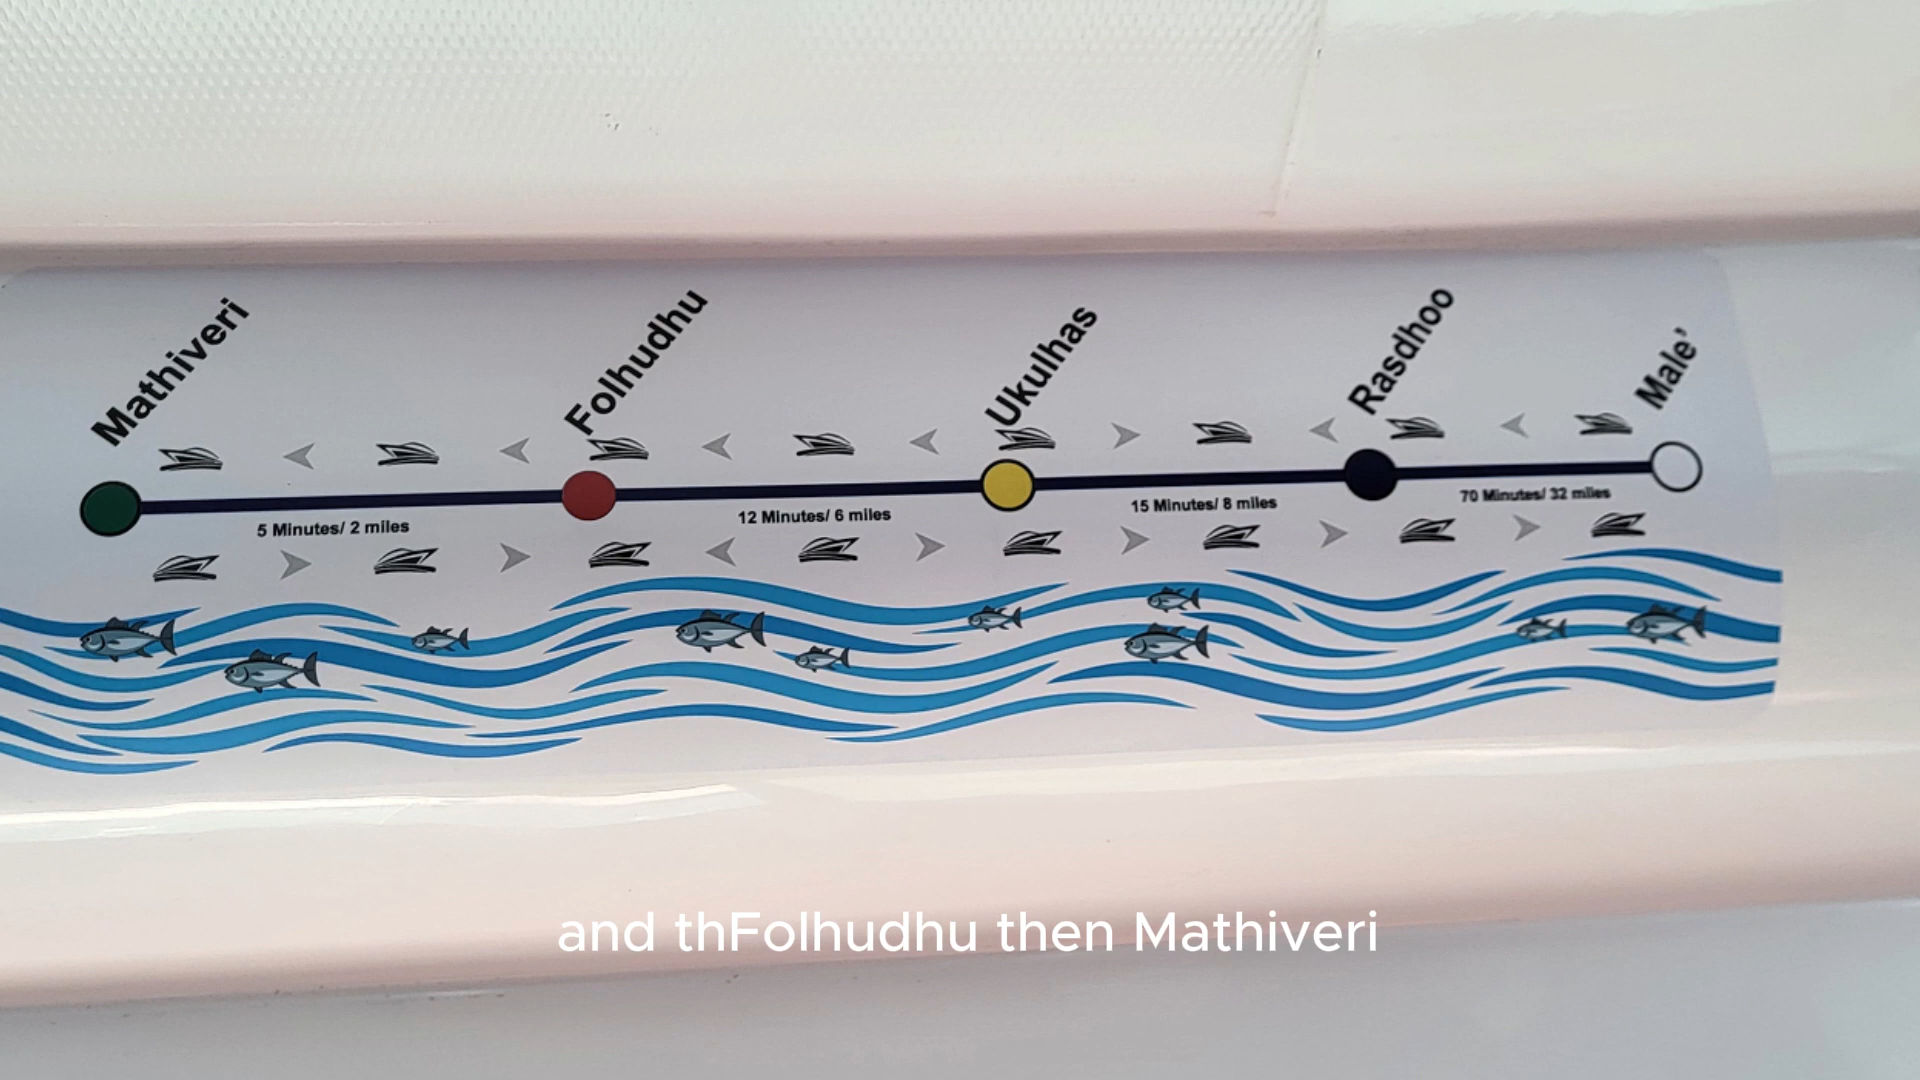 Mathiveri
Folhudhu
Ukulhas
Rasdhoo
Male'
5 Minutes/ 2 miles
12 Minutes/ 6 miles
15 Minutes/ 8 miles
70 Minutes/ 32 miles
and thFolhudhu then Mathiveri